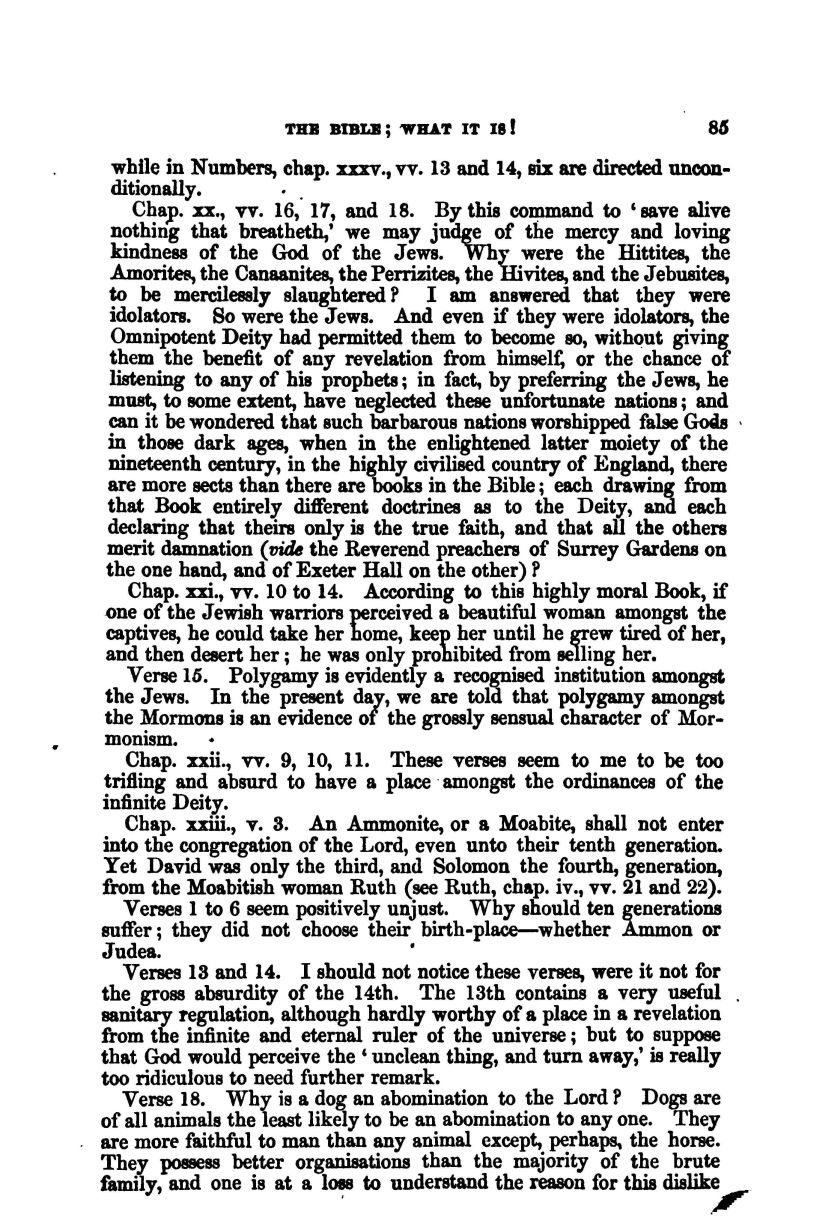 THE BIBLE; WHAT IT IS! 85
while in Numbers, chap. xxxv., vv. 13 and 14, six are directed uncon-
ditionally.
Chap. xx., vv. 16, 17, and 18. By this command to ‘save alive
nothing that breatheth,’ we may judge of the mercy and loving
kindness of the God of the Jews. Why were the Hittites, the
Amorites, the Canaanites, the Perrizites, the Hivites, and the Jebusites,
to be mercilessly slaughtered? I am answered that they were
idolators. So were the Jews. And even if they were idolators, the
Omnipotent Deity had permitted them to become so, without giving
them the benefit of any revelation from himself, or the chance of
listening to any of his prophets; in fact, by preferring the Jews, he
must, to some extent, have neglected these unfortunate nations; and
can it be wondered that such barbarous nations worshipped false Gods
in those dark ages, when in the enlightened latter moiety of the
nineteenth century, in the highly civilised country of England, there
are more sects than there are books in the Bible; each drawing from
that Book entirely different doctrines as to the Deity, and each
declaring that theirs only is the true faith, and that all the others
merit damnation (vide the Reverend preachers of Surrey Gardens on
the one hand, and of Exeter Hall on the other)?
Chap. xxi., vv. 10 to 14. According to this highly moral Book, if
one of the Jewish warriors perceived a beautiful woman amongst the
captives, he could take her home, keep her until he grew tired of her,
and then desert her; he was only prohibited from selling her.
Verse 15. Polygamy is evidently a recognised institution amongst
the Jews. In the present day, we are told that polygamy amongst
the Mormons is an evidence of the grossly sensual character of Mor-
monism.
Chap. xxii., vv. 9, 10, 11. These verses seem to me to be too
trifling and absurd to have a place amongst the ordinances of the
infinite Deity.
Chap. xxiii., v. 3. An Ammonite, or a Moabite, shall not enter
into the congregation of the Lord, even unto their tenth generation.
Yet David was only the third, and Solomon the fourth, generation,
from the Moabitish woman Ruth (see Ruth, chap. iv., vv. 21 and 22).
Verses 1 to 6 seem positively unjust. Why should ten generations
suffer; they did not choose their birth-place—whether Ammon or
Judea.
Verses 13 and 14. I should not notice these verses, were it not for
the gross absurdity of the 14th. The 13th contains a very useful
sanitary regulation, although hardly worthy of a place in a revelation
from the infinite and eternal ruler of the universe; but to suppose
that God would perceive the ‘unclean thing, and turn away,’ is really
too ridiculous to need further remark.
Verse 18. Why is a dog an abomination to the Lord? Dogs are
of all animals the least likely to be an abomination to any one. They
are more faithful to man than any animal except, perhaps, the horse.
They possess better organisations than the majority of the brute
family, and one is at a loss to understand the reason for this dislike